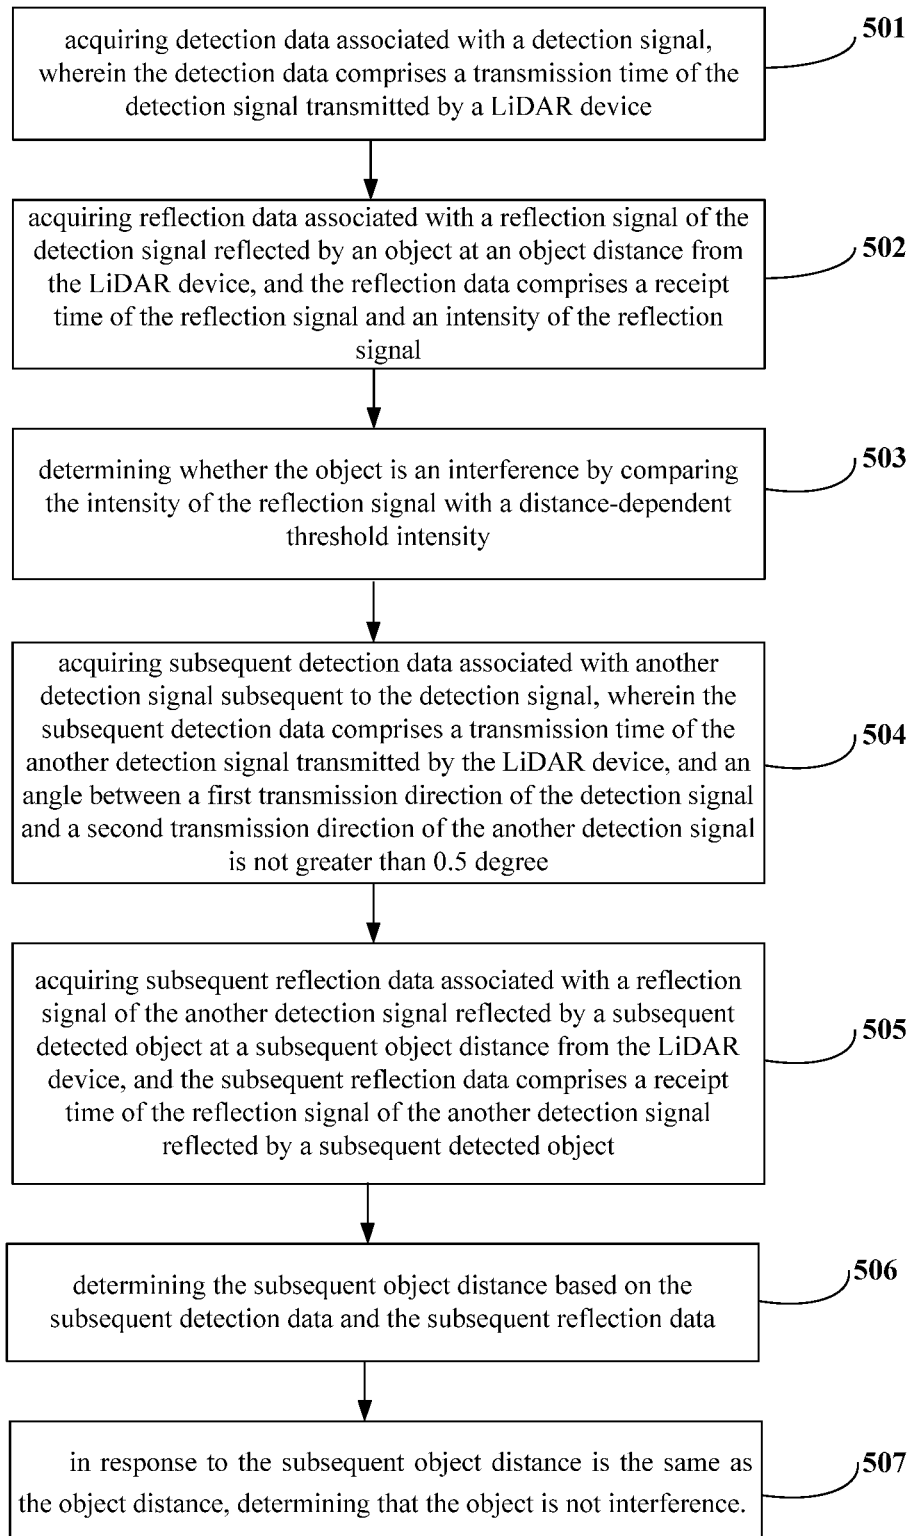 acquiring detection data associated with a detection signal,
wherein the detection data comprises a transmission time of the
detection signal transmitted by a LiDAR device
501
acquiring reflection data associated with a reflection signal of the
detection signal reflected by an object at an object distance from
the LiDAR device, and the reflection data comprises a receipt
time of the reflection signal and an intensity of the reflection
signal
502
determining whether the object is an interference by comparing
the intensity of the reflection signal with a distance-dependent
threshold intensity
503
acquiring subsequent detection data associated with another
detection signal subsequent to the detection signal, wherein the
subsequent detection data comprises a transmission time of the
another detection signal transmitted by the LiDAR device, and an
angle between a first transmission direction of the detection signal
and a second transmission direction of the another detection signal
is not greater than 0.5 degree
504
acquiring subsequent reflection data associated with a reflection
signal of the another detection signal reflected by a subsequent
detected object at a subsequent object distance from the LiDAR
device, and the subsequent reflection data comprises a receipt
time of the reflection signal of the another detection signal
reflected by a subsequent detected object
505
determining the subsequent object distance based on the
subsequent detection data and the subsequent reflection data
506
in response to the subsequent object distance is the same as
the object distance, determining that the object is not interference.
507